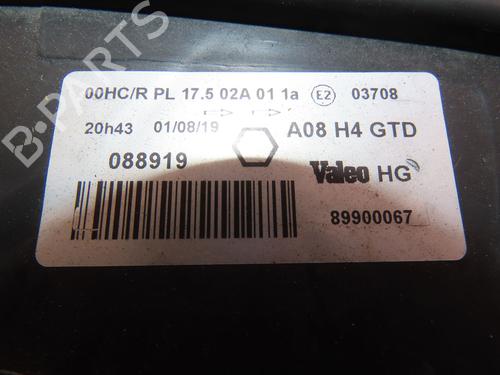 00HC/R PL 17.5 02A 01 1a E2 03708
20h43 01/08/19 A08 H4 GTD
088919 Valeo HG
89900067
B-PARTS